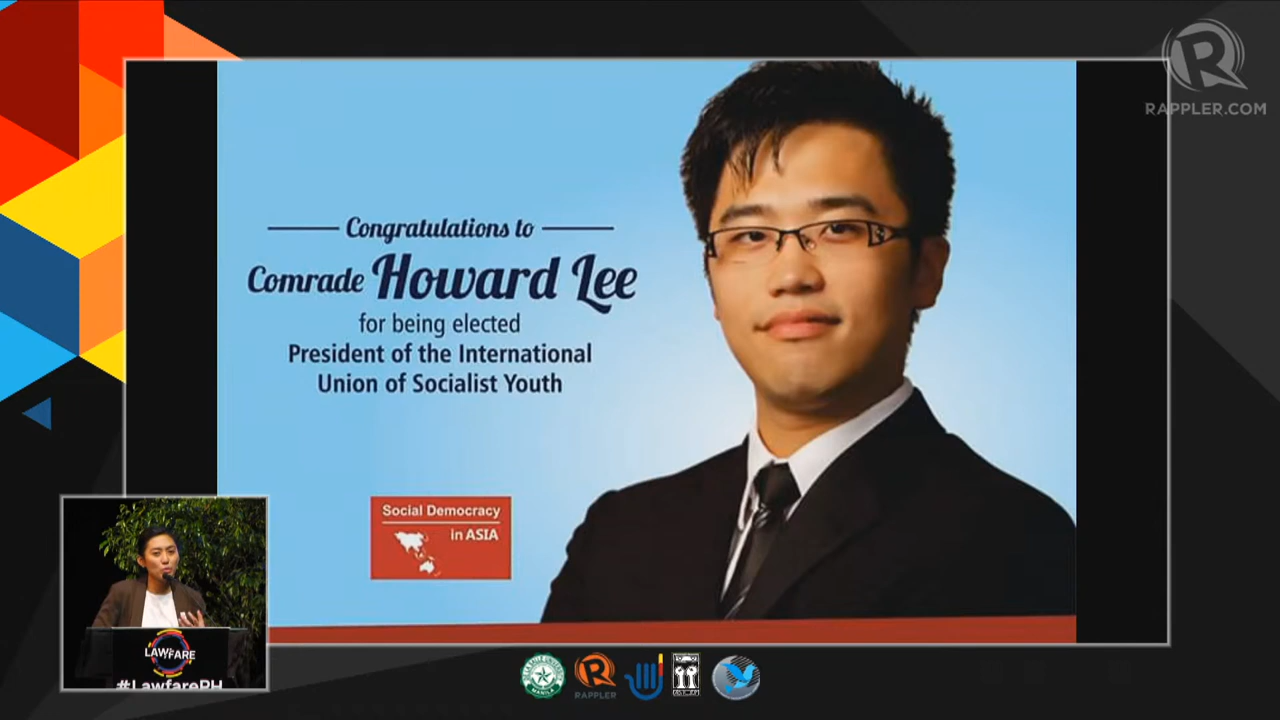 RAPPLER.COM
Congratulations to
Comrade Howard Lee
for being elected
President of the International
Union of Socialist Youth
Social Democracy
in ASIA
LAWFARE
#LawfarePH
RAPPLER